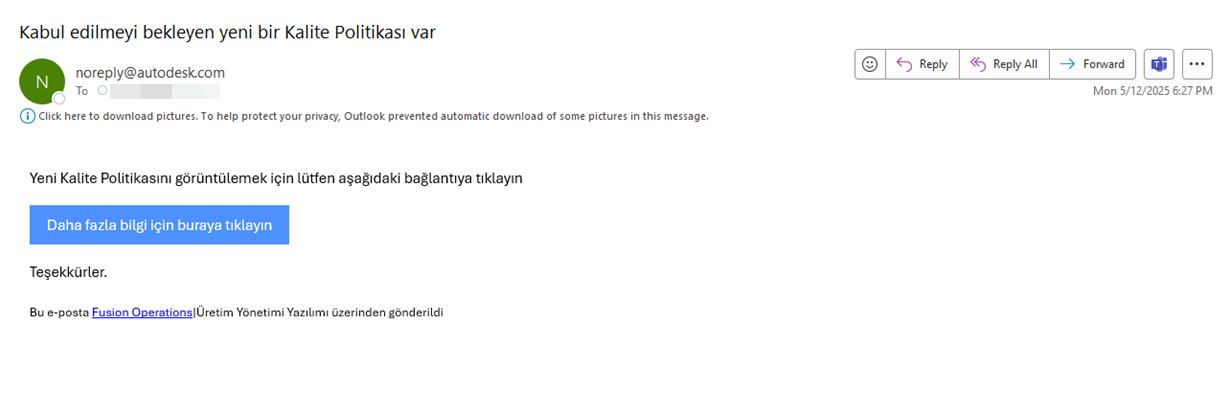 Kabul edilmeyi bekleyen yeni bir Kalite Politikası var
N
noreply@autodesk.com
To
Reply
Reply All
Forward
Mon 5/12/2025 6:27 PM
Click here to download pictures. To help protect your privacy, Outlook prevented automatic download of some pictures in this message.
Yeni Kalite Politikasını görüntülemek için lütfen aşağıdaki bağlantıya tıklayın
Daha fazla bilgi için buraya tıklayın
Teşekkürler.
Bu e-posta Fusion Operations|Üretim Yönetimi Yazılımı üzerinden gönderildi